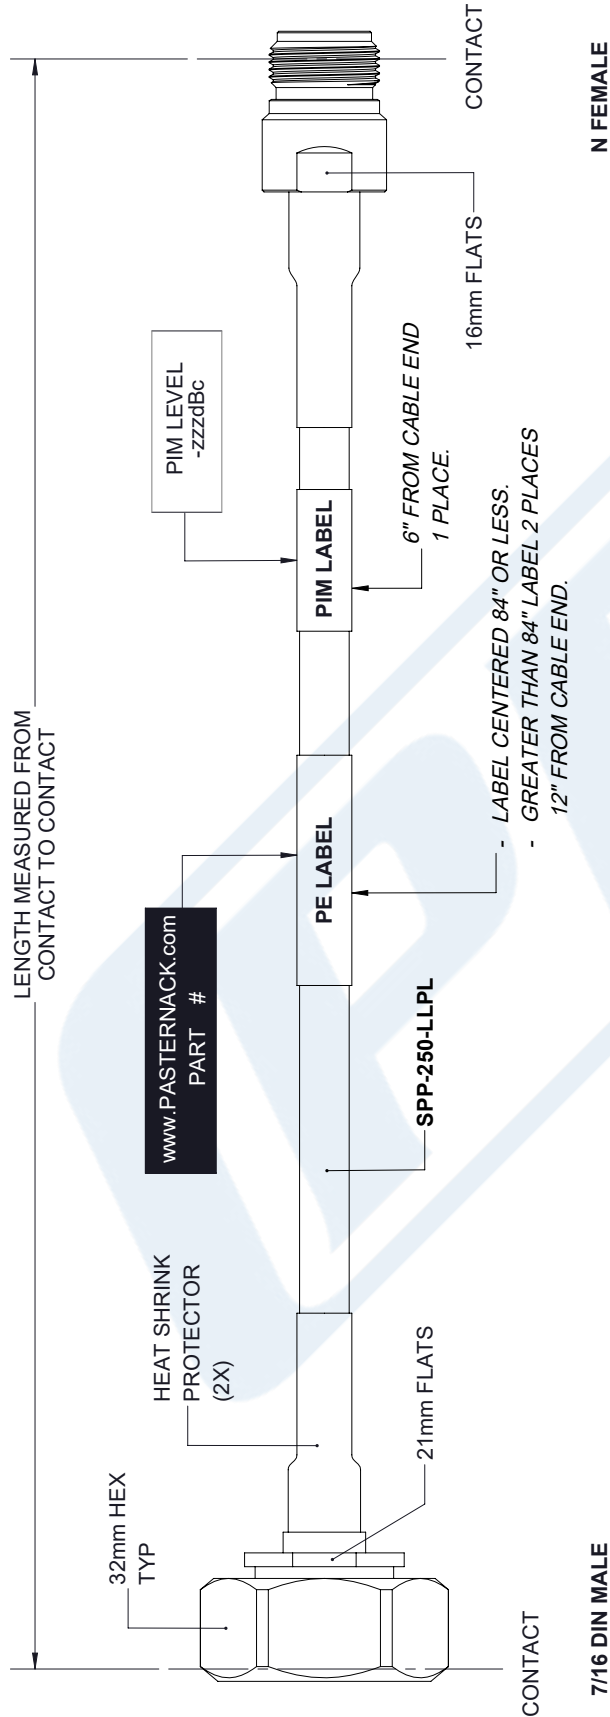 LENGTH MEASURED FROM
CONTACT TO CONTACT
32mm HEX
TYP
HEAT SHRINK
PROTECTOR
(2X)
www.PASTERNACK.com
PART #
PIM LEVEL
-zzzdBc
PE LABEL
PIM LABEL
21mm FLATS
SPP-250-LLPL
- LABEL CENTERED 84" OR LESS.
- GREATER THAN 84" LABEL 2 PLACES
12" FROM CABLE END.
6" FROM CABLE END
1 PLACE.
16mm FLATS
CONTACT
CONTACT
7/16 DIN MALE
N FEMALE